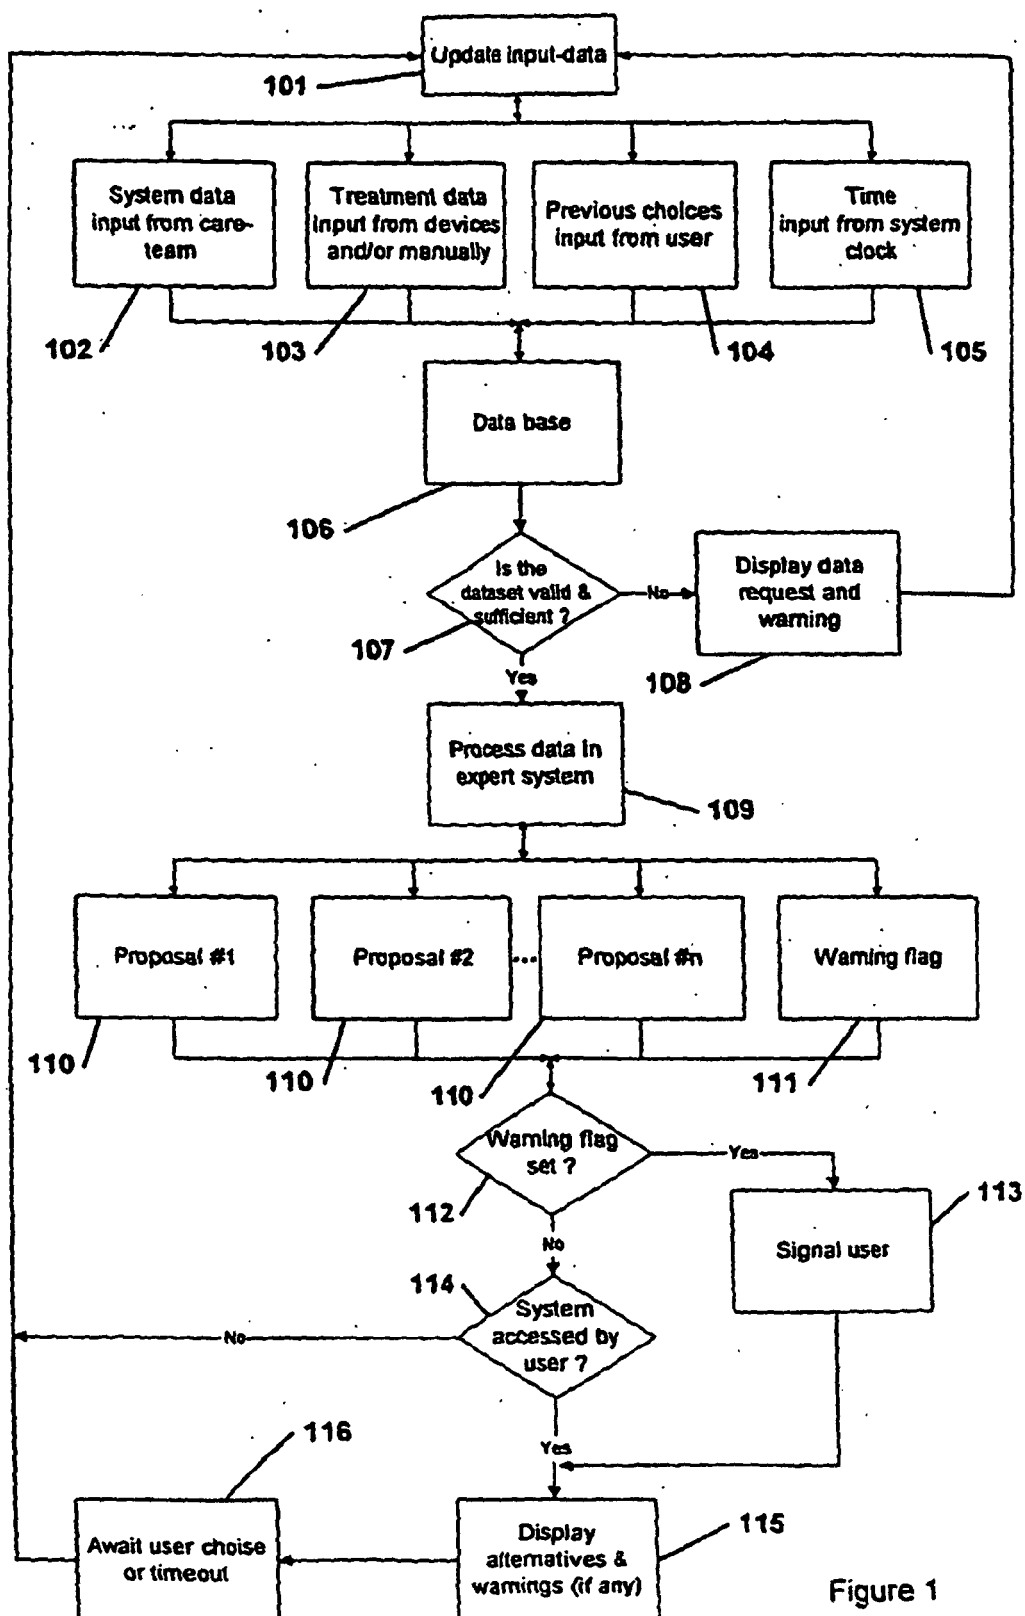 Update input-data
101
System data
input from care-
team
Treatment data
input from devices
and/or manually
Previous choices
input from user
Time
input from system
clock
102
103
104
105
Data base
106
Is the
dataset valid &
sufficient ?
No
Display data
request and
warning
107
108
Yes
Process data in
expert system
109
Proposal #1
Proposal #2
...
Proposal #n
Warning flag
110
110
110
111
Warning flag
set ?
Yes
112
113
Signal user
No
114
System
accessed by
user ?
No
Yes
116
115
Await user choise
or timeout
Display
alternatives &
warnings (if any)
Figure 1